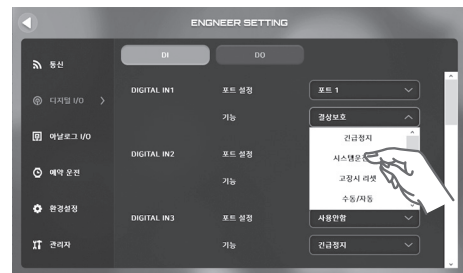 ENGNEER SETTING
통신
디지털 I/O
아날로그 I/O
예약 운전
환경설정
관리자
DI
DO
DIGITAL IN1
포트 설정
포트 1
기능
결상보호
긴급정지
시스템운
고장시 리셋
수동/자동
DIGITAL IN2
포트 설정
기능
DIGITAL IN3
포트 설정
사용안함
기능
긴급정지